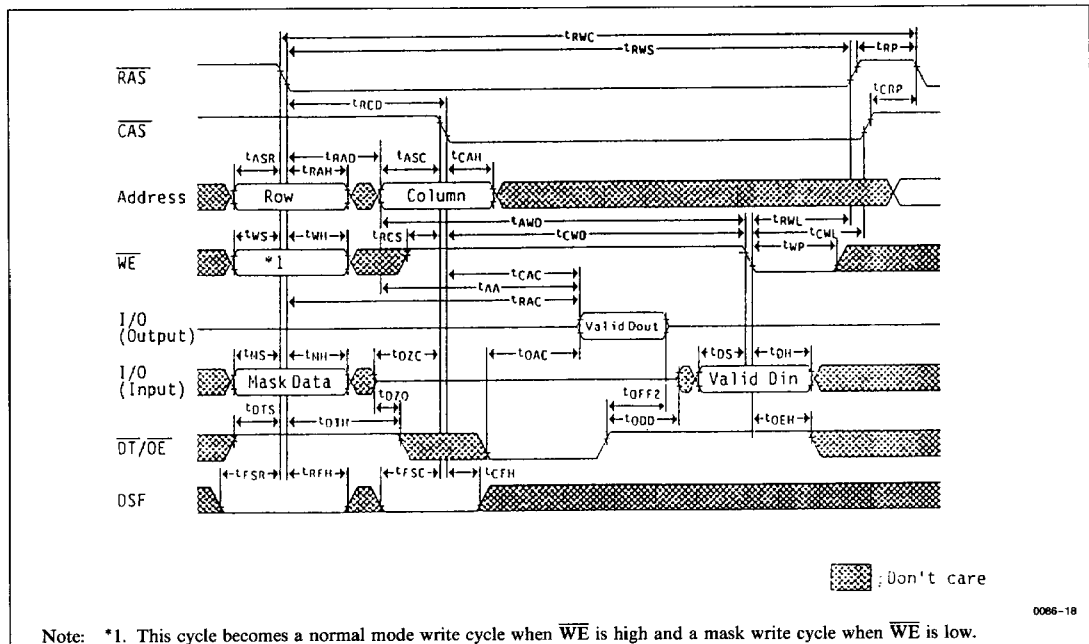 tRWC
tRWS
tRP
RAS
tRCD
tCRP
CAS
tASR
tRAD
tASC
tCAH
tRAH
Address
Row
Column
tAWD
tRWL
tRCS
tCWD
tCWL
tWS
tWH
tWP
WE
*1
tCAC
tAA
tRAC
I/O
(Output)
Valid Dout
tMS
tMH
tDZC
tOAC
tDS
tDH
I/O
(Input)
Mask Data
Valid Din
tDZO
tOFF2
tDTS
tDTH
tODD
tOEH
DT/OE
tFSR
tRFH
tFSC
tCFH
DSF
;Don't care
0086-18
Note: *1. This cycle becomes a normal mode write cycle when WE is high and a mask write cycle when WE is low.